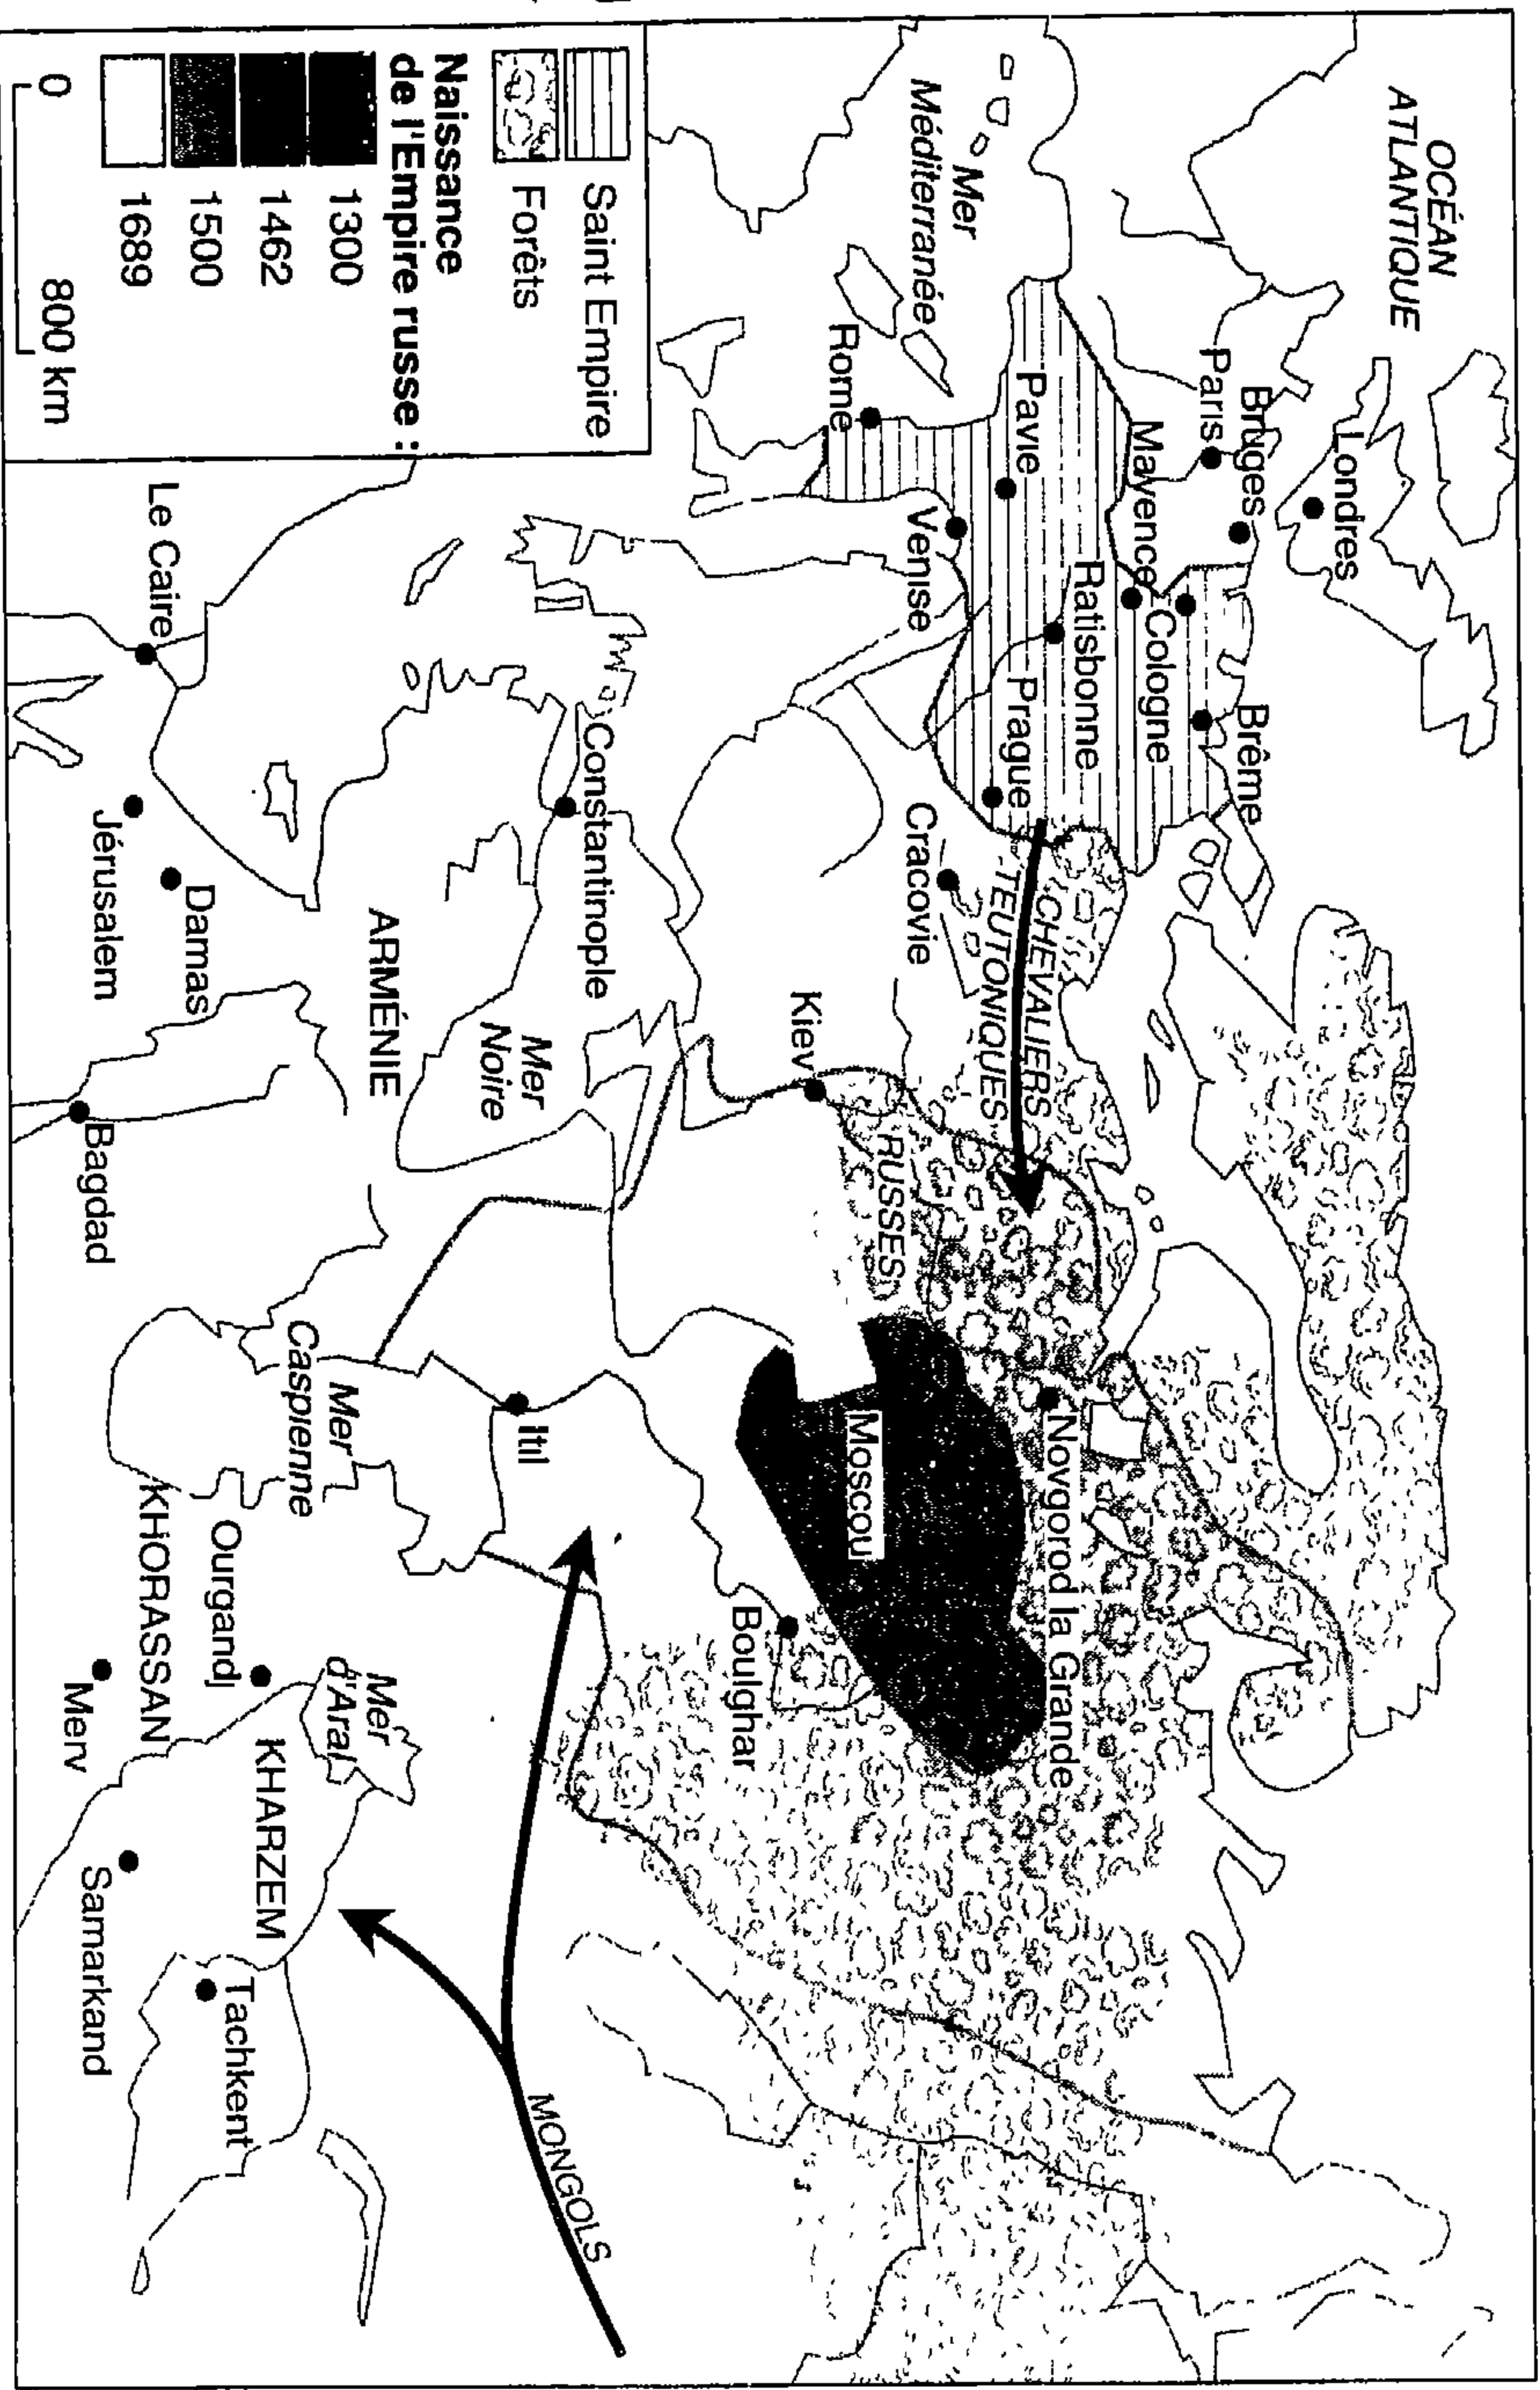 OCÉAN
ATLANTIQUE
Londres
Bruges
Paris
Brême
Cologne
Mayence
Ratisbonne
Prague
Pavie
Venise
Rome
Mer
Méditerranée
Cracovie
CHEVALIERS
TEUTONIQUES
Novgorod la Grande
RUSSES
Moscou
Kiev
Boulghar
Itil
Constantinople
Mer
Noire
ARMÉNIE
Mer
Caspienne
Mer
d'Aral
MONGOLS
KHARZEM
Ourgandj
KHORASSAN
Merv
Samarkand
Tachkent
Le Caire
Jérusalem
Damas
Bagdad
Saint Empire
Forêts
Naissance
de l'Empire russe :
1300
1462
1500
1689
0 800 km